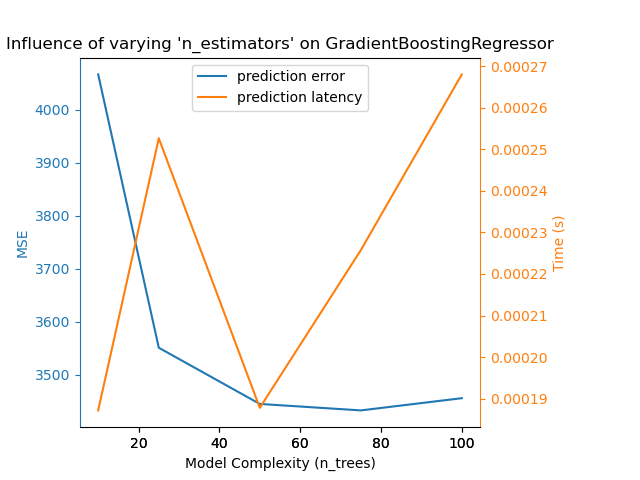 Influence of varying 'n_estimators' on GradientBoostingRegressor
prediction error
prediction latency
MSE
4000
3900
3800
3700
3600
3500
0.00027
0.00026
0.00025
0.00024
0.00023
0.00022
0.00021
0.00020
0.00019
Time (s)
20 40 60 80 100
Model Complexity (n_trees)